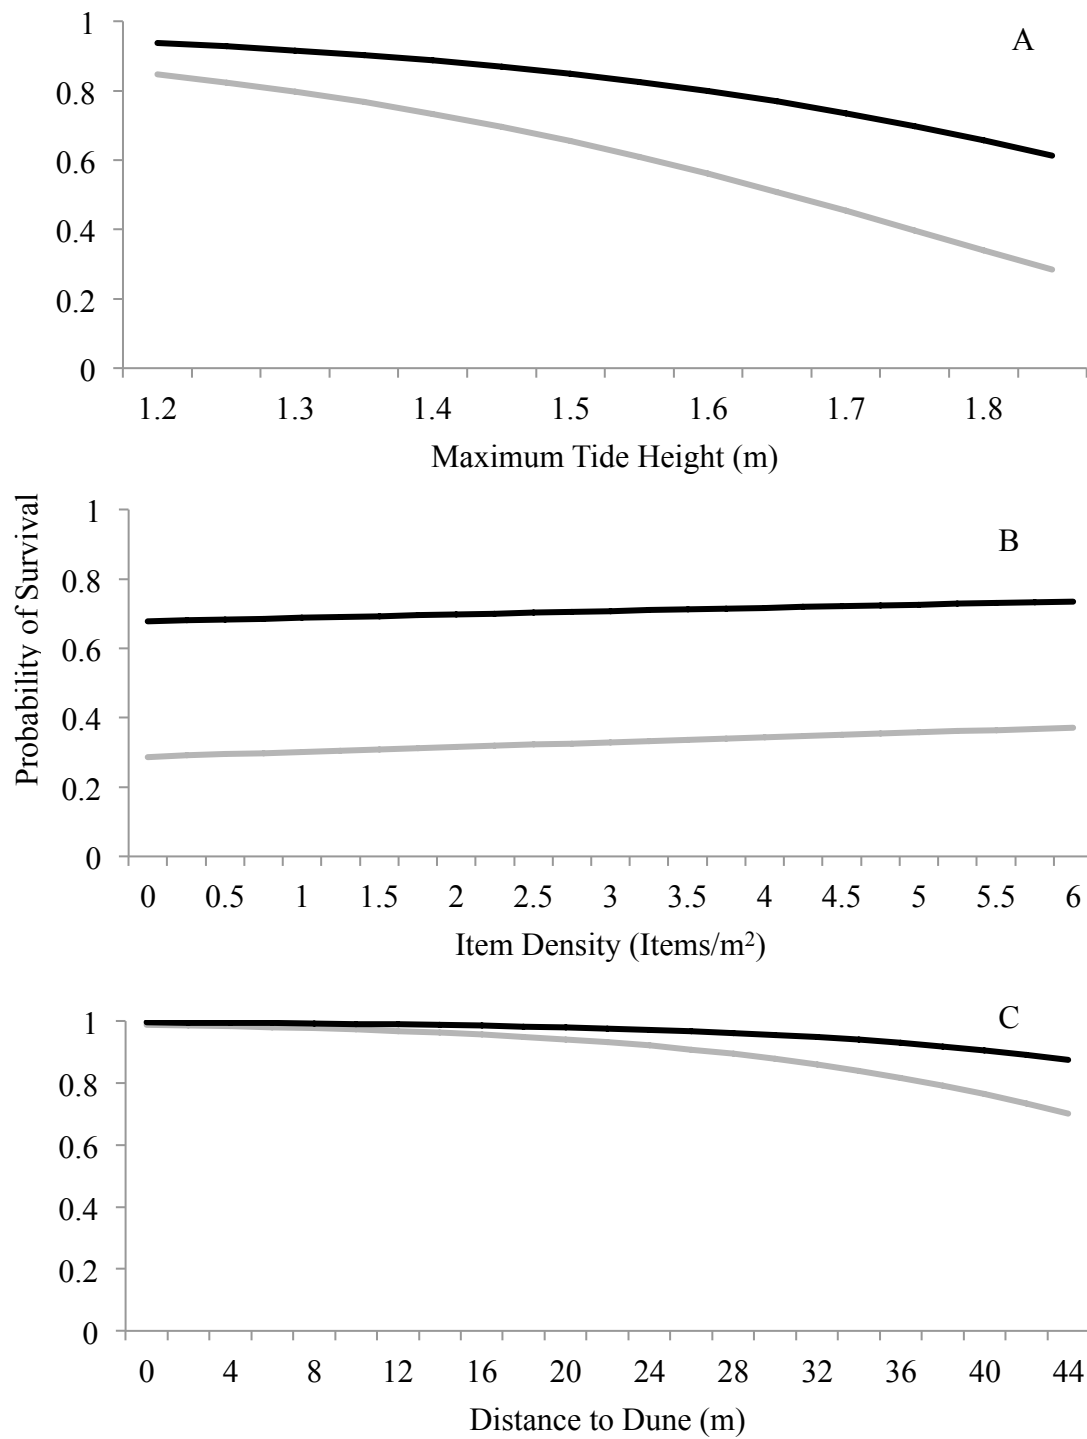 A
1
0.8
0.6
0.4
0.2
0
1.2 1.3 1.4 1.5 1.6 1.7 1.8
Maximum Tide Height (m)
Probability of Survival
B
1
0.8
0.6
0.4
0.2
0
0 0.5 1 1.5 2 2.5 3 3.5 4 4.5 5 5.5 6
Item Density (Items/m²)
C
1
0.8
0.6
0.4
0.2
0
0 4 8 12 16 20 24 28 32 36 40 44
Distance to Dune (m)